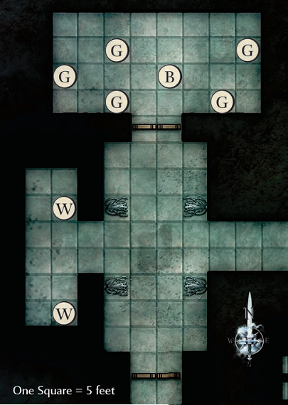 G G
G B
G G
W
N
W E
W
One Square = 5 feet